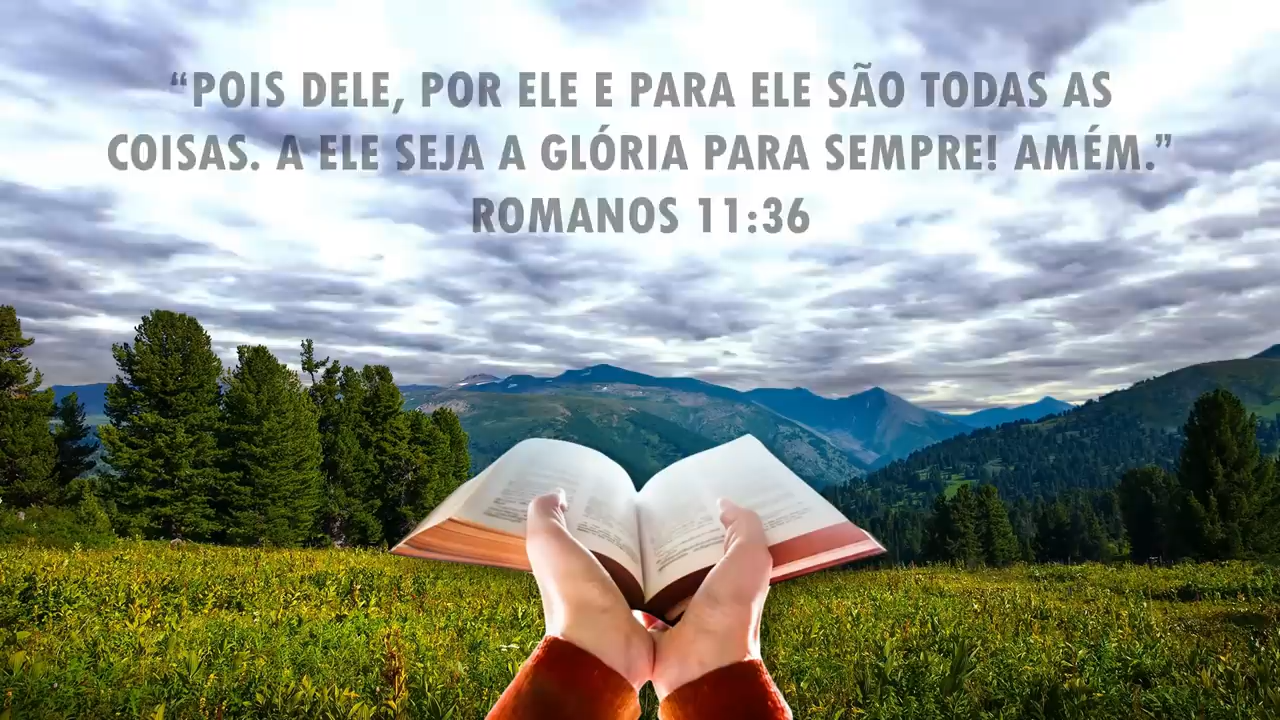 “POIS DELE, POR ELE E PARA ELE SÃO TODAS AS
COISAS. A ELE SEJA A GLÓRIA PARA SEMPRE! AMÉM.”
ROMANOS 11:36